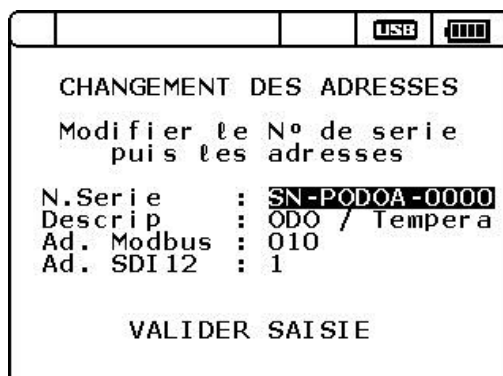 USB
CHANGEMENT DES ADRESSES
Modifier le Nº de serie
puis les adresses
N.Serie : SN-PODOA-0000
Descrip : ODO / Tempera
Ad. Modbus : 010
Ad. SDI12 : 1
VALIDER SAISIE